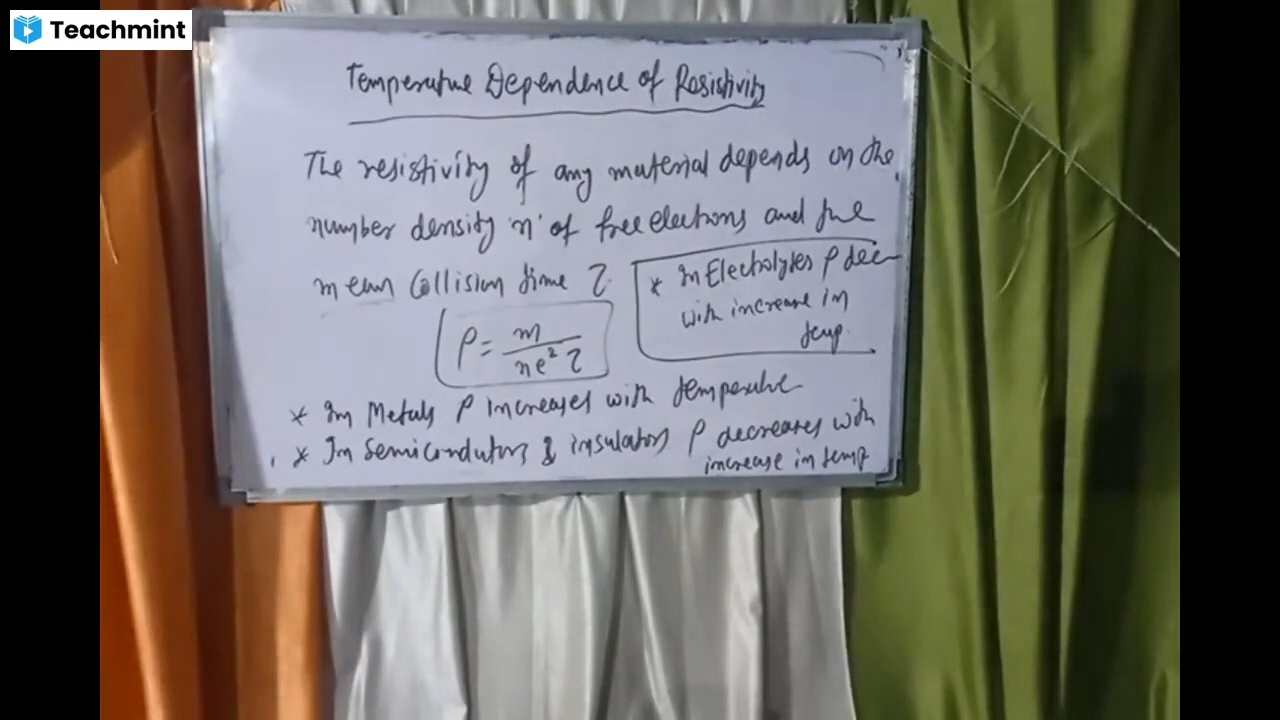 Teachmint
Temperature Dependence of Resistivity
The resistivity of any material depends on the
number density 'n' of free electrons and the
mean Collision time τ
* In Electrolytes ρ dec
with increase in
temp.
ρ = m / ne² τ
* In Metals ρ increases with temperature
* In Semicondutors & insulators ρ decreases with
increase in temp